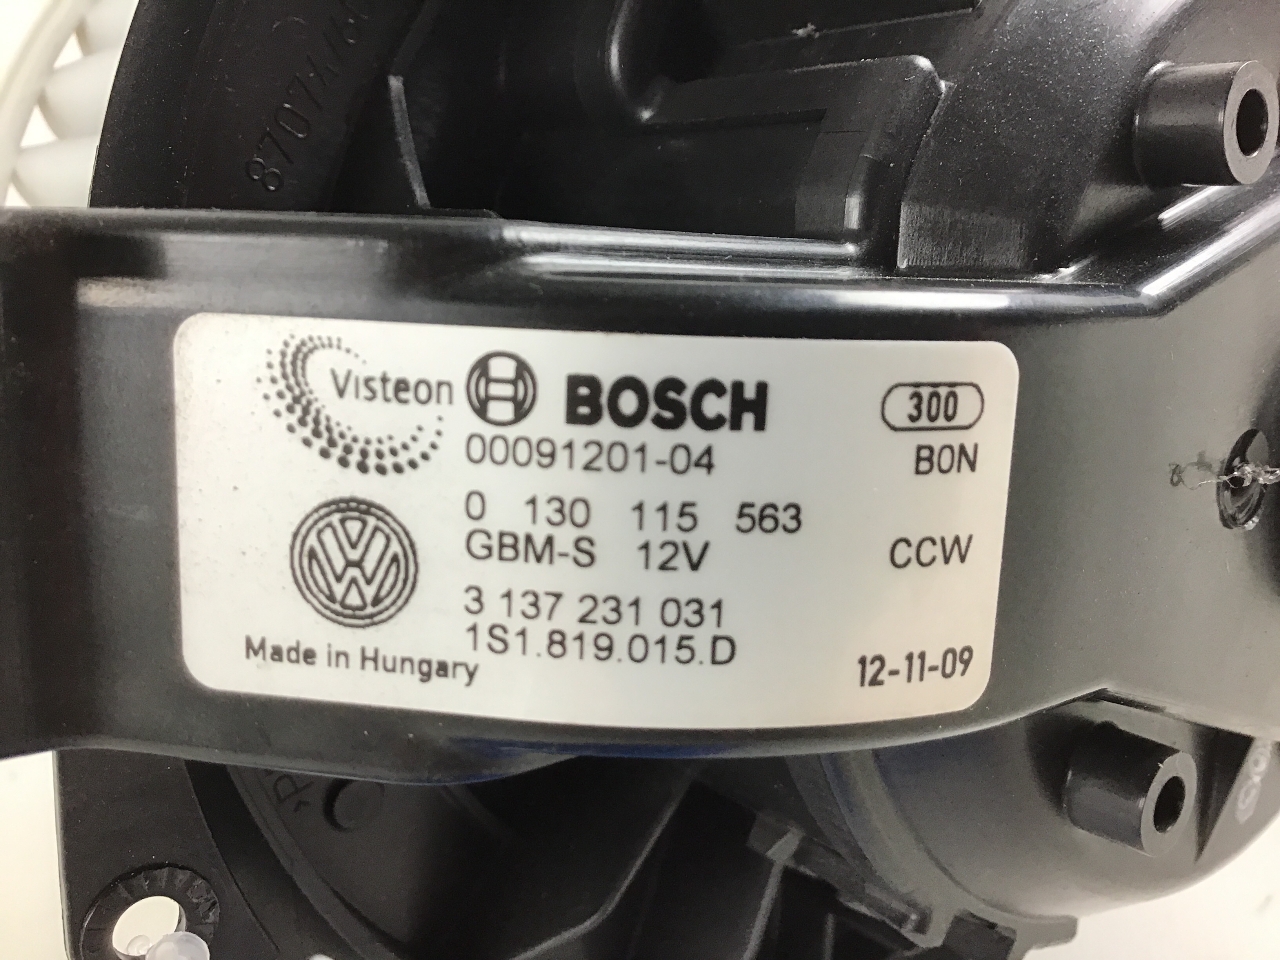 Visteon BOSCH 300
00091201-04 BON
0 130 115 563
GBM-S 12V CCW
3 137 231 031
1S1.819.015.D
Made in Hungary 12-11-09